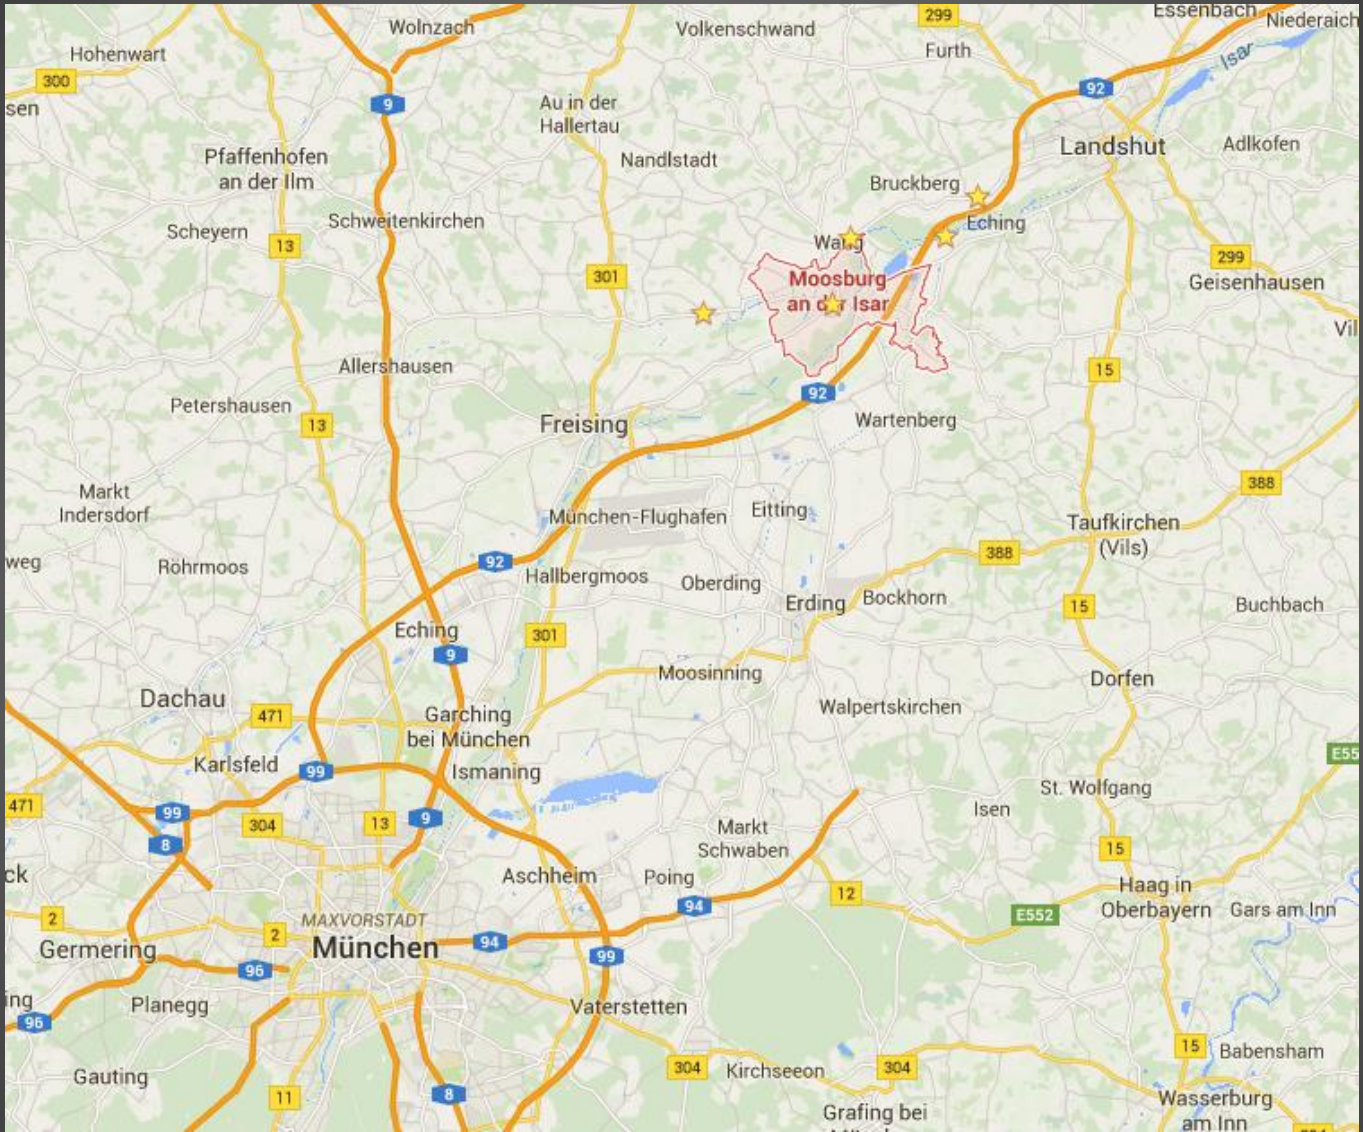 Wolnzach
Volkenschwand
299
Essenbach
Niederaich
Hohenwart
Furth
Isar
300
9
92
sen
Au in der
Hallertau
Landshut
Adlkofen
Pfaffenhofen
an der Ilm
Nandlstadt
Bruckberg
Scheyern
Schweitenkirchen
Eching
13
Wang
299
301
Moosburg
an der Isar
Geisenhausen
Vil
Allershausen
15
92
Petershausen
13
Freising
Wartenberg
Markt
Indersdorf
388
München-Flughafen
Eitting
Taufkirchen
(Vils)
weg
Röhrmoos
92
388
Hallbergmoos
Oberding
Erding
Bockhorn
15
Buchbach
Eching
301
9
Moosinning
Dorfen
Dachau
471
Garching
bei München
Walpertskirchen
Karlsfeld
99
Ismaning
E55
471
99
St. Wolfgang
Isen
304
13
9
Markt
Schwaben
8
15
ck
Aschheim
Poing
12
Haag in
Oberbayern
Gars am Inn
2
MAXVORSTADT
94
E552
2
Germering
München
94
96
99
ing
Planegg
Vaterstetten
96
15
Babensham
Gauting
304
Kirchseeon
304
11
8
Wasserburg
am Inn
Grafing bei